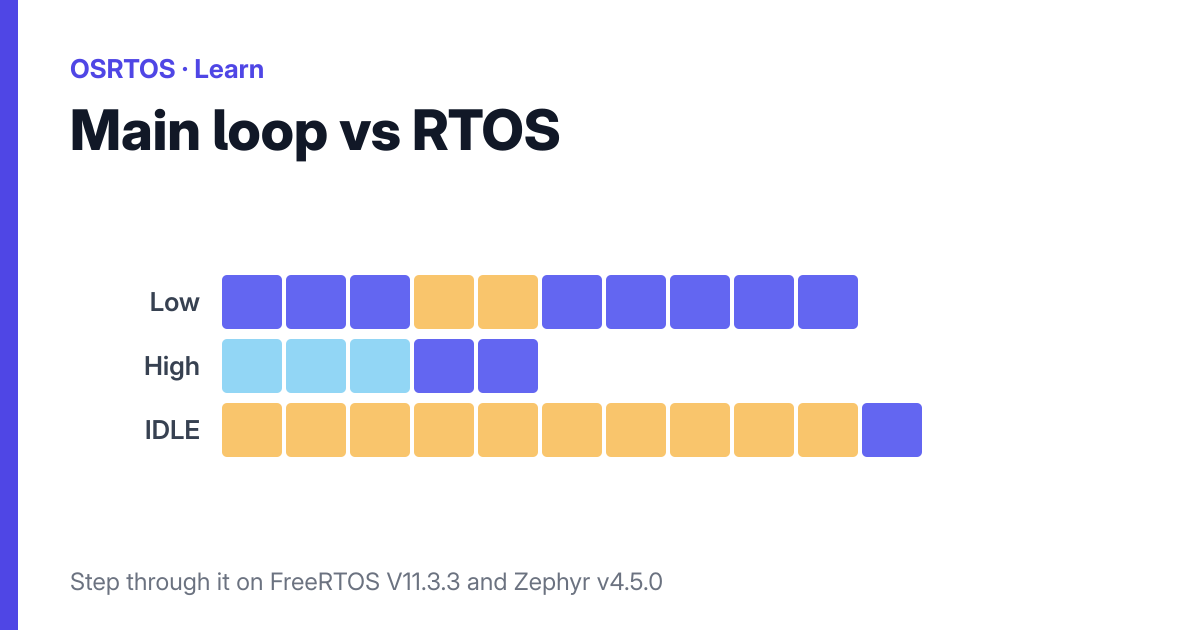 OSRTOS · Learn
Main loop vs RTOS
Low
High
IDLE
Step through it on FreeRTOS V11.3.3 and Zephyr v4.5.0